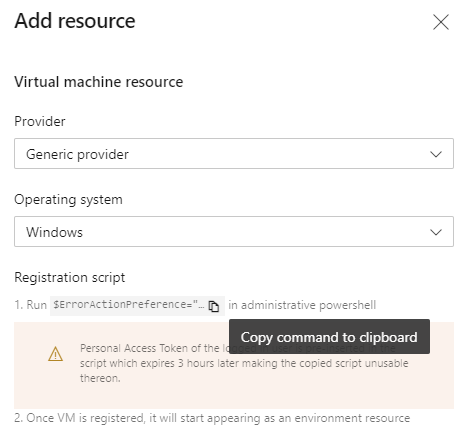 Add resource
Virtual machine resource
Provider
Generic provider
Operating system
Windows
Registration script
1. Run $ErrorActionPreference="… in administrative powershell
Copy command to clipboard
Personal Access Token of the
script which expires 3 hours later making the copied script unusable
thereon.
2. Once VM is registered, it will start appearing as an environment resource